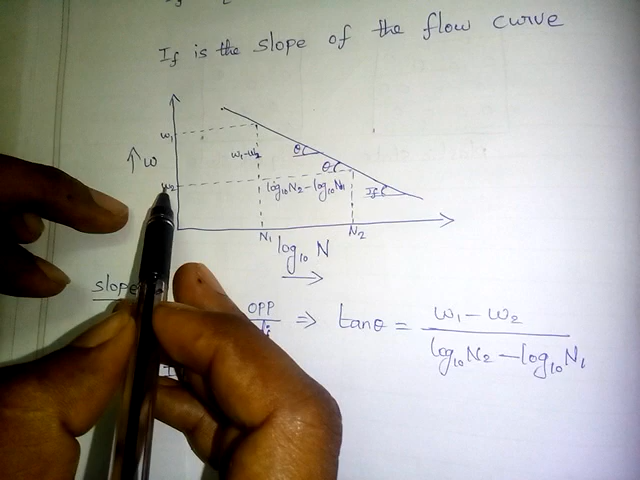 If is the slope of the flow curve
w1
↑ w
w1-w2
θ
θ
w2
log10N2-log10N1
If
N1
N2
log10 N
slope
opp
⇒ tanθ = w1 - w2
log10N2 - log10N1